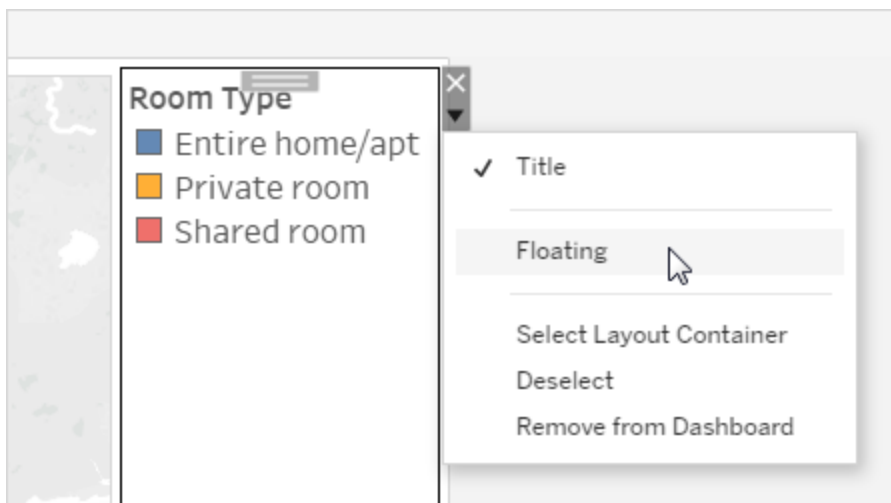 Room Type
Entire home/apt
Private room
Shared room
Title
Floating
Select Layout Container
Deselect
Remove from Dashboard